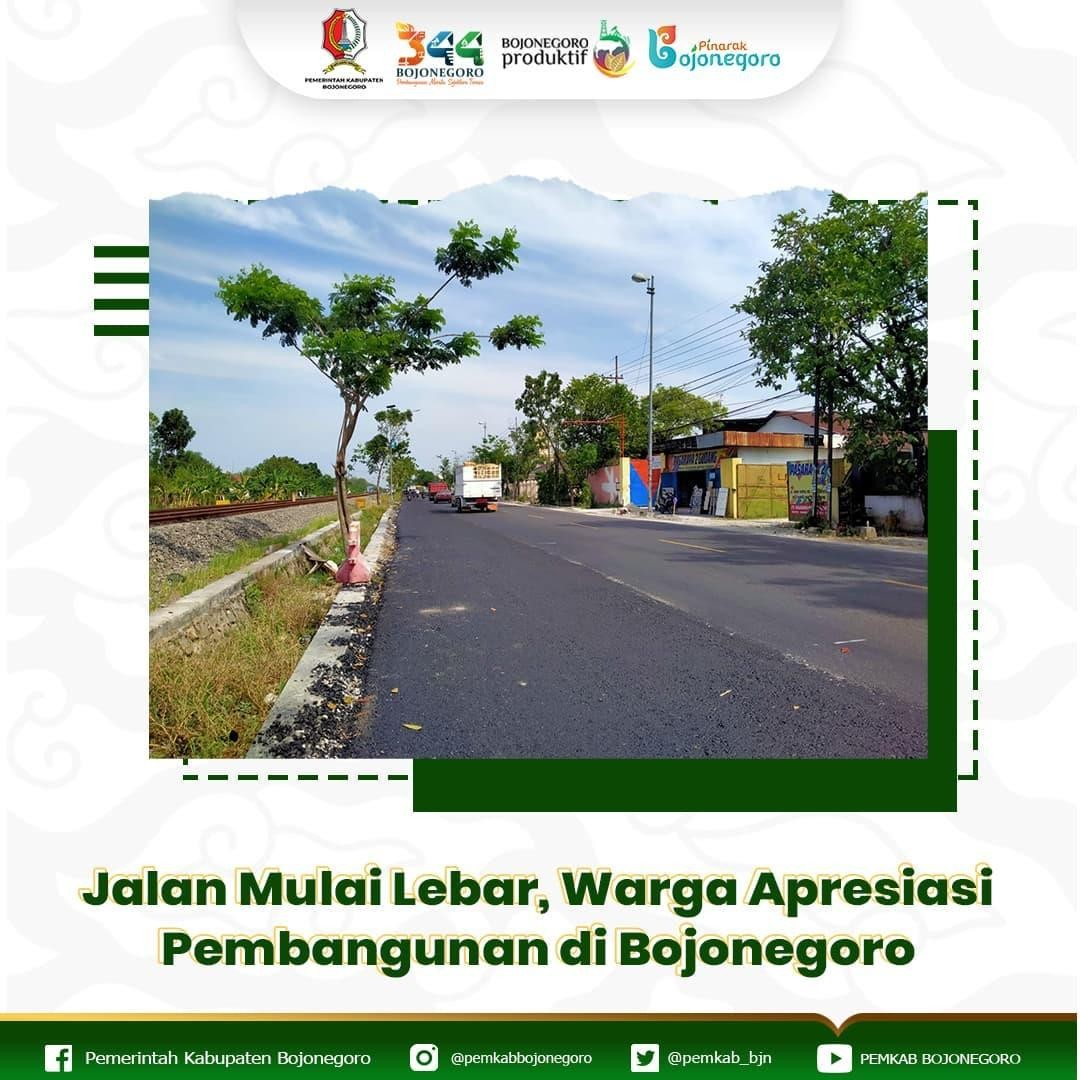 PEMERINTAH KABUPATEN
BOJONEGORO
344
BOJONEGORO
BOJONEGORO
produktif
Pinarak
Bojonegoro
Jalan Mulai Lebar, Warga Apresiasi
Pembangunan di Bojonegoro
Pemerintah Kabupaten Bojonegoro
@pemkabbojonegoro
@pemkab_bjn
PEMKAB BOJONEGORO